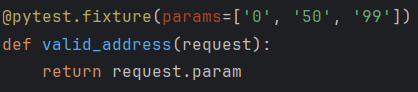 @pytest.fixture(params=['0', '50', '99'])
def valid_address(request):
    return request.param